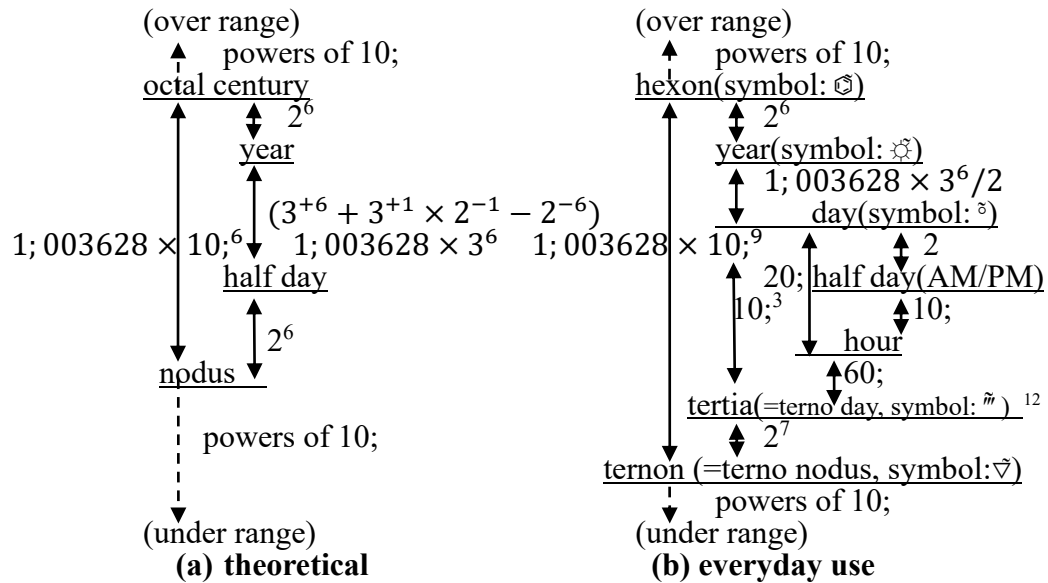 (over range)
powers of 10;
octal century
2⁶
year
(3⁺⁶ + 3⁺¹ × 2⁻¹ − 2⁻⁶)
1; 003628 × 10;⁶
1; 003628 × 3⁶
half day
2⁶
nodus
powers of 10;
(under range)
(a) theoretical
(over range)
powers of 10;
hexon(symbol: ⌬̃)
2⁶
year(symbol: ☼̃)
1; 003628 × 3⁶/2
day(symbol: )
1; 003628 × 10;⁹
2
20;
half day(AM/PM)
10;³
10;
hour
60;
tertia(=terno day, symbol: ‴̃) ¹²
2⁷
ternon (=terno nodus, symbol:▽̃)
powers of 10;
(under range)
(b) everyday use